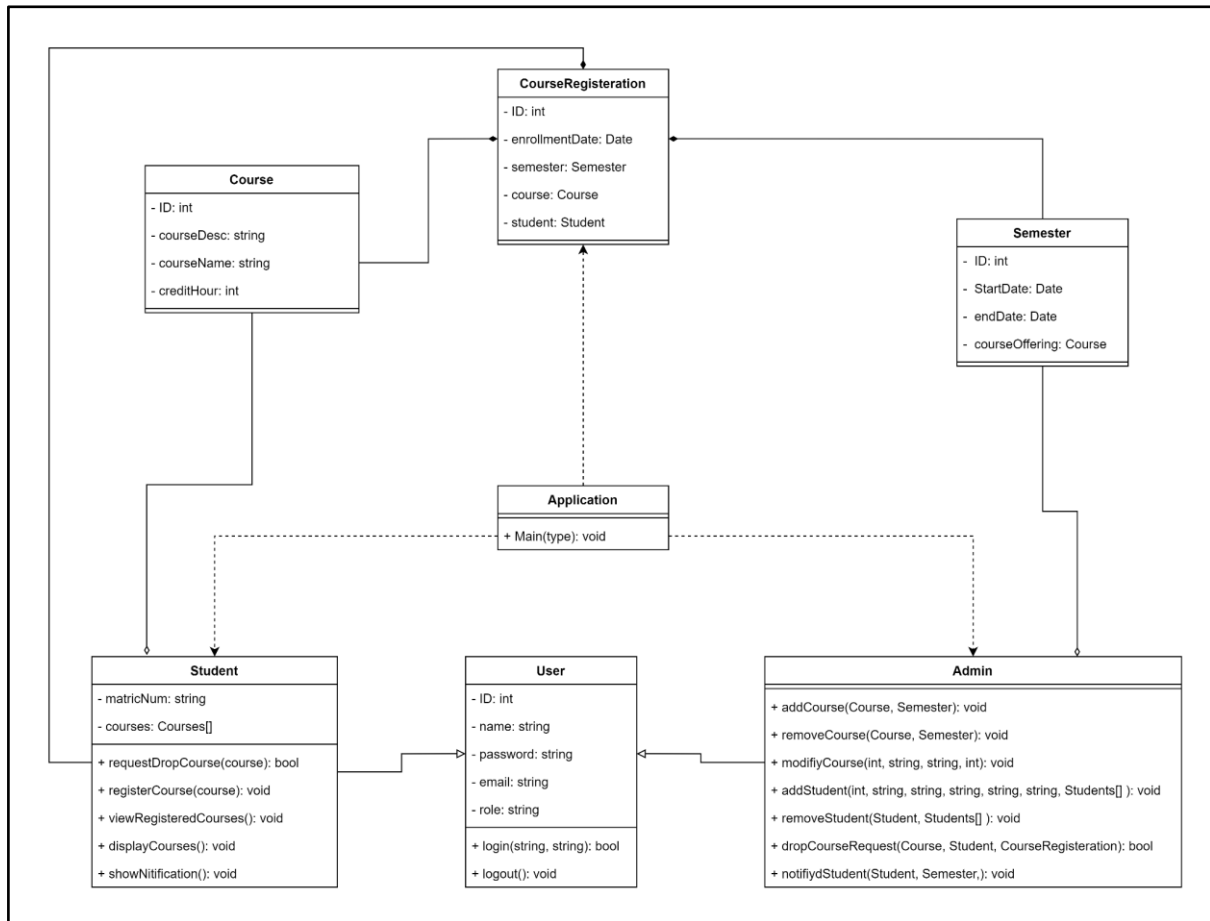 CourseRegisteration
- ID: int
- enrollmentDate: Date
- semester: Semester
- course: Course
- student: Student
Course
- ID: int
- courseDesc: string
- courseName: string
- creditHour: int
Semester
- ID: int
- StartDate: Date
- endDate: Date
- courseOffering: Course
Application
+ Main(type): void
Student
- matricNum: string
- courses: Courses[]
+ requestDropCourse(course): bool
+ registerCourse(course): void
+ viewRegisteredCourses(): void
+ displayCourses(): void
+ showNitification(): void
User
- ID: int
- name: string
- password: string
- email: string
- role: string
+ login(string, string): bool
+ logout(): void
Admin
+ addCourse(Course, Semester): void
+ removeCourse(Course, Semester): void
+ modifiyCourse(int, string, string, int): void
+ addStudent(int, string, string, string, string, string, Students[] ): void
+ removeStudent(Student, Students[] ): void
+ dropCourseRequest(Course, Student, CourseRegisteration): bool
+ notifiydStudent(Student, Semester,): void